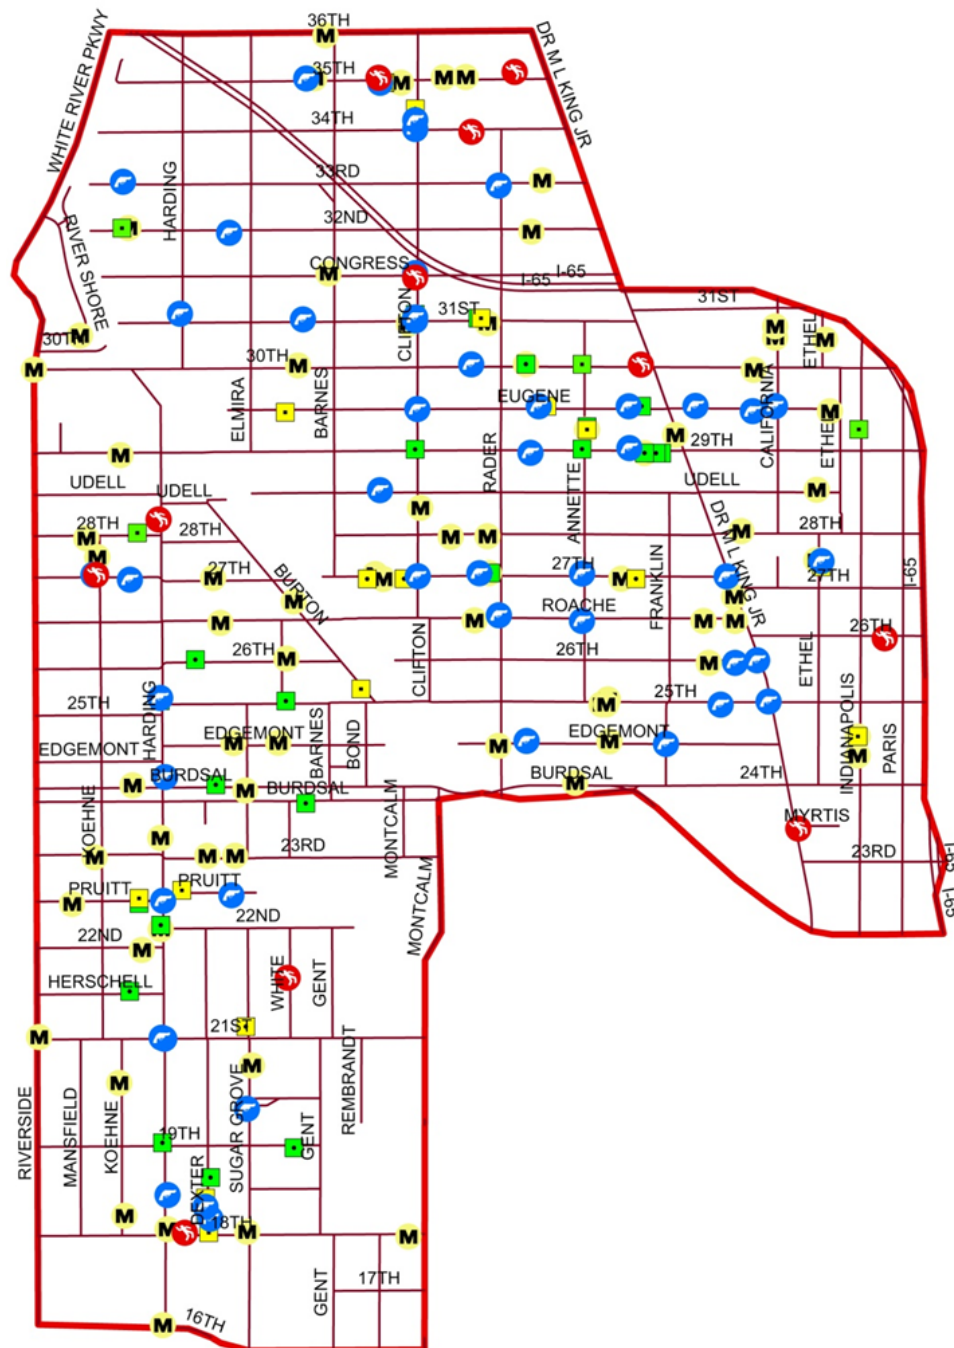 36TH
WHITE RIVER PKWY
DR M L KING JR
35TH
M
M
M
M
M
34TH
33RD
M
HARDING
32ND
M
M
RIVER SHORE
CONGRESS
M
I-65
I-65
31ST
CLIFTON
31ST
M
M
M
ETHEL
M
30TH
M
30TH
M
M
M
CALIFORNIA
ELMIRA
BARNES
EUGENE
M
ETHEL
M
29TH
RADER
M
UDELL
UDELL
UDELL
M
ANNETTE
M
28TH
28TH
M
M
M
DR M L KING JR
M
28TH
M
27TH
M
BURTON
M
27TH
M
FRANKLIN
27TH
I-65
M
M
M
M
ROACHE
M
M
26TH
26TH
M
CLIFTON
26TH
M
ETHEL
25TH
HARDING
25TH
M
EDGEMONT
EDGEMONT
M
M
BARNES
BOND
M
EDGEMONT
M
INDIANAPOLIS
PARIS
M
BURDSAL
M
BURDSAL
M
BURDSAL
M
24TH
KOEHNE
M
MONTCALM
MYRTIS
M
M
M
23RD
23RD
I-65
PRUITT
M
PRUITT
MONTCALM
I-65
22ND
22ND
M
HERSCHELL
WHITE
GENT
M
21ST
M
REMBRANDT
RIVERSIDE
MANSFIELD
KOEHNE
M
SUGAR GROVE
19TH
GENT
DEXTER
M
M
18TH
M
M
GENT
17TH
M
16TH